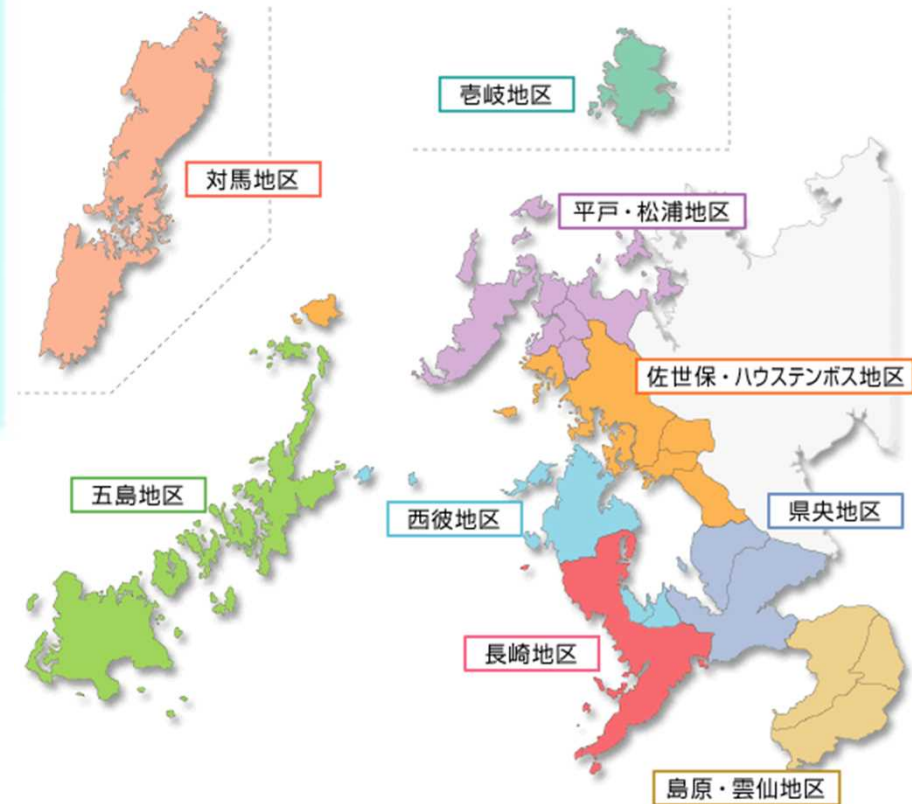 壱岐地区
対馬地区
平戸・松浦地区
佐世保・ハウステンボス地区
五島地区
西彼地区
県央地区
長崎地区
島原・雲仙地区